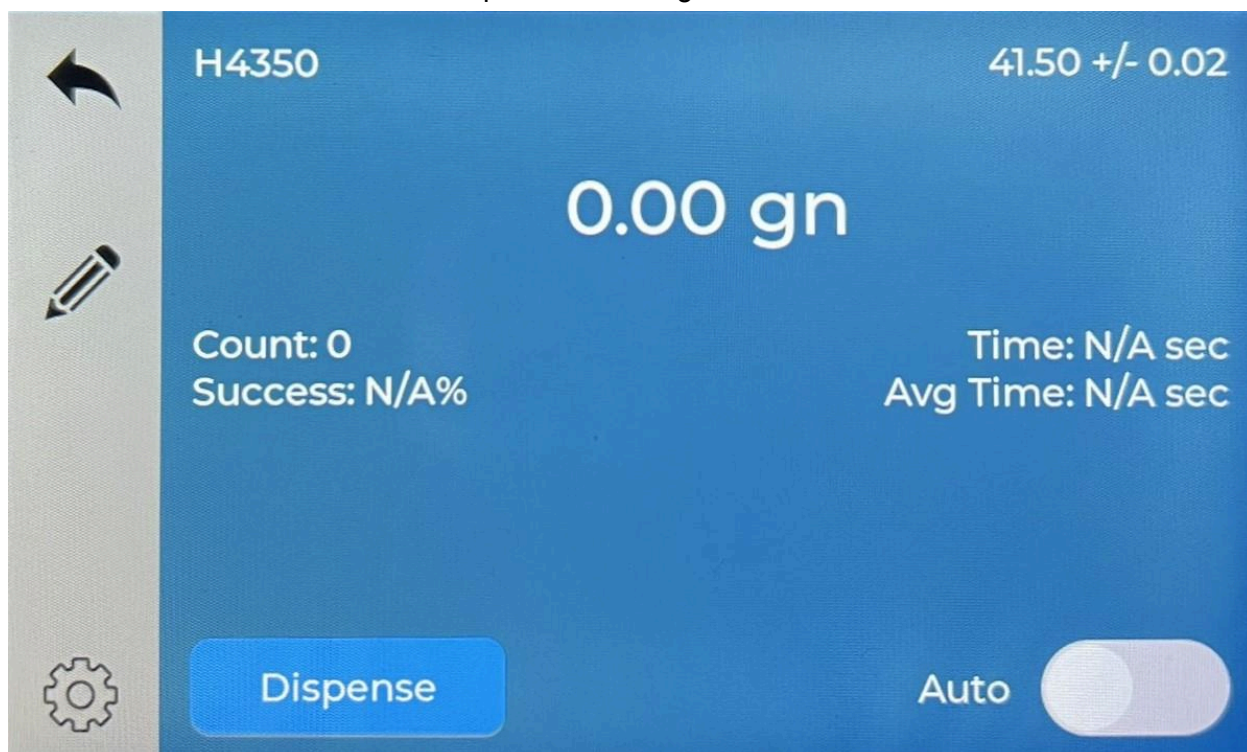 H4350
41.50 +/- 0.02
0.00 gn
Count: 0
Time: N/A sec
Success: N/A%
Avg Time: N/A sec
Dispense
Auto